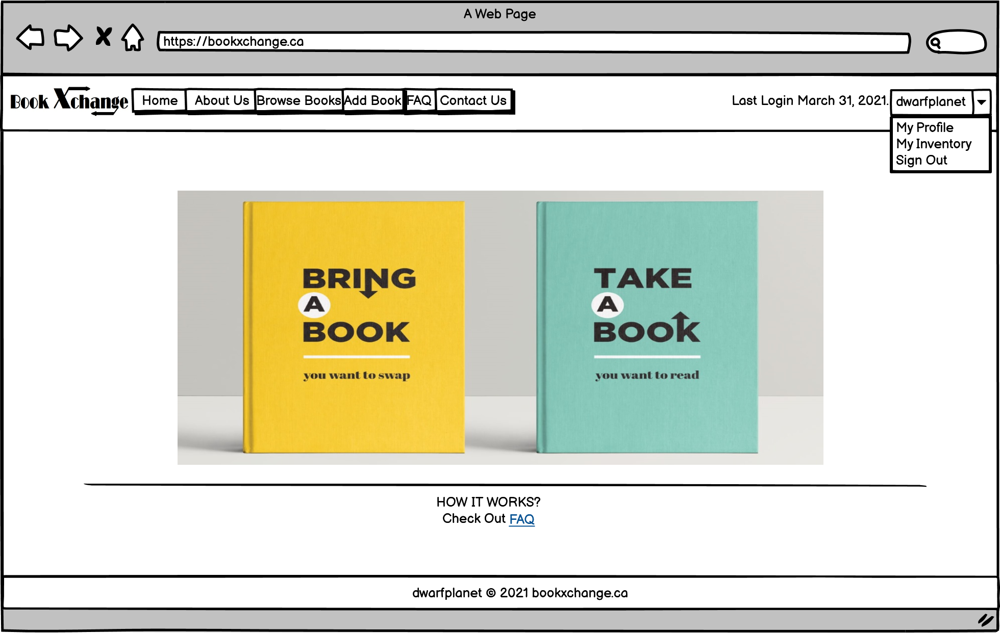 A Web Page
https://bookxchange.ca
Book Xchange
Home About Us Browse Books Add Book FAQ Contact Us
Last Login March 31, 2021. dwarfplanet
My Profile
My Inventory
Sign Out
BRING
A
BOOK
you want to swap
TAKE
A
BOOK
you want to read
HOW IT WORKS?
Check Out FAQ
dwarfplanet © 2021 bookxchange.ca